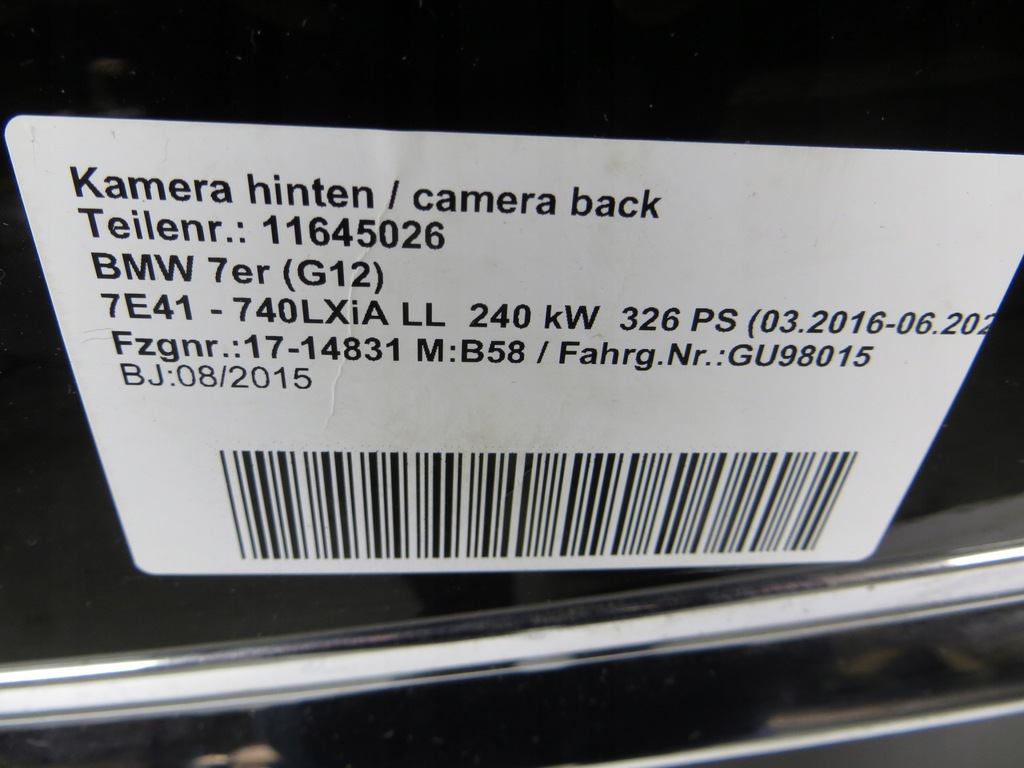 Kamera hinten / camera back
Teilenr.: 11645026
BMW 7er (G12)
7E41 - 740LXiA LL 240 kW 326 PS (03.2016-06.202
Fzgnr.:17-14831 M:B58 / Fahrg.Nr.:GU98015
BJ:08/2015